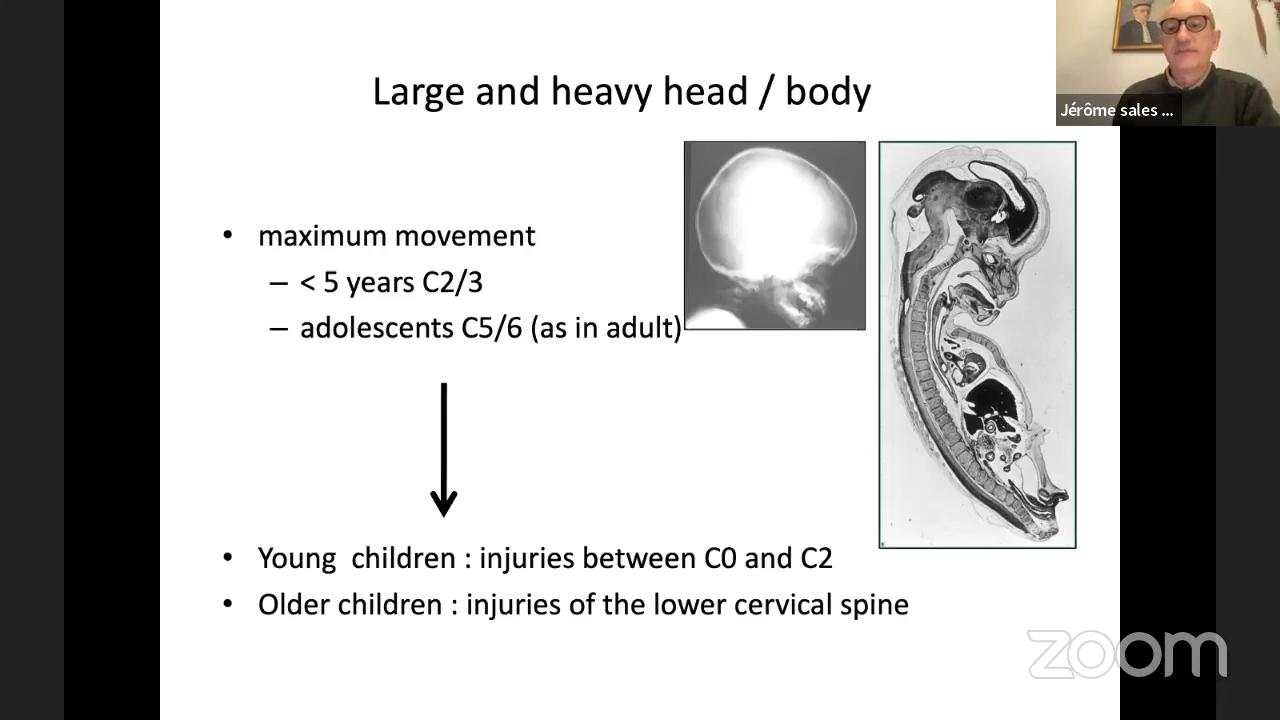 Large and heavy head / body
Jérôme sales ...
• maximum movement
– < 5 years C2/3
– adolescents C5/6 (as in adult)
• Young children : injuries between C0 and C2
• Older children : injuries of the lower cervical spine
zoom